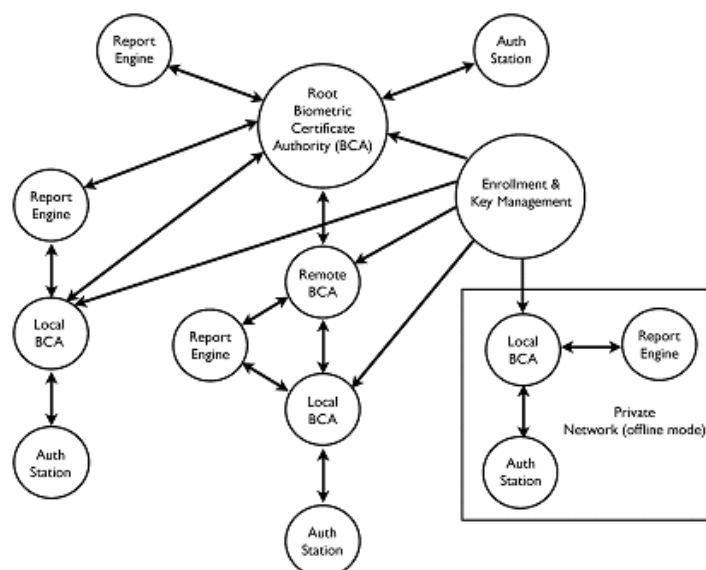 Report
Engine
Auth
Station
Root
Biometric
Certificate
Authority (BCA)
Enrollment &
Key Management
Report
Engine
Remote
BCA
Local
BCA
Report
Engine
Local
BCA
Report
Engine
Local
BCA
Private
Network (offline mode)
Auth
Station
Auth
Station
Auth
Station